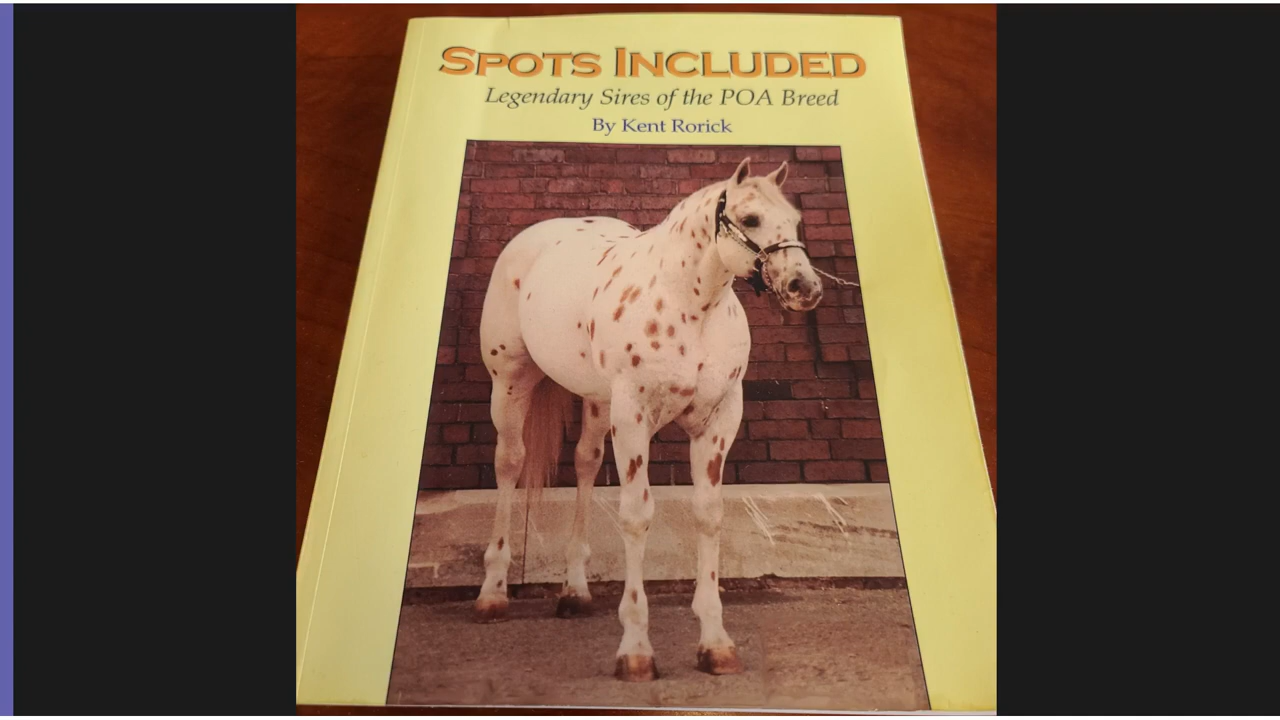 SPOTS INCLUDED
Legendary Sires of the POA Breed
By Kent Rorick